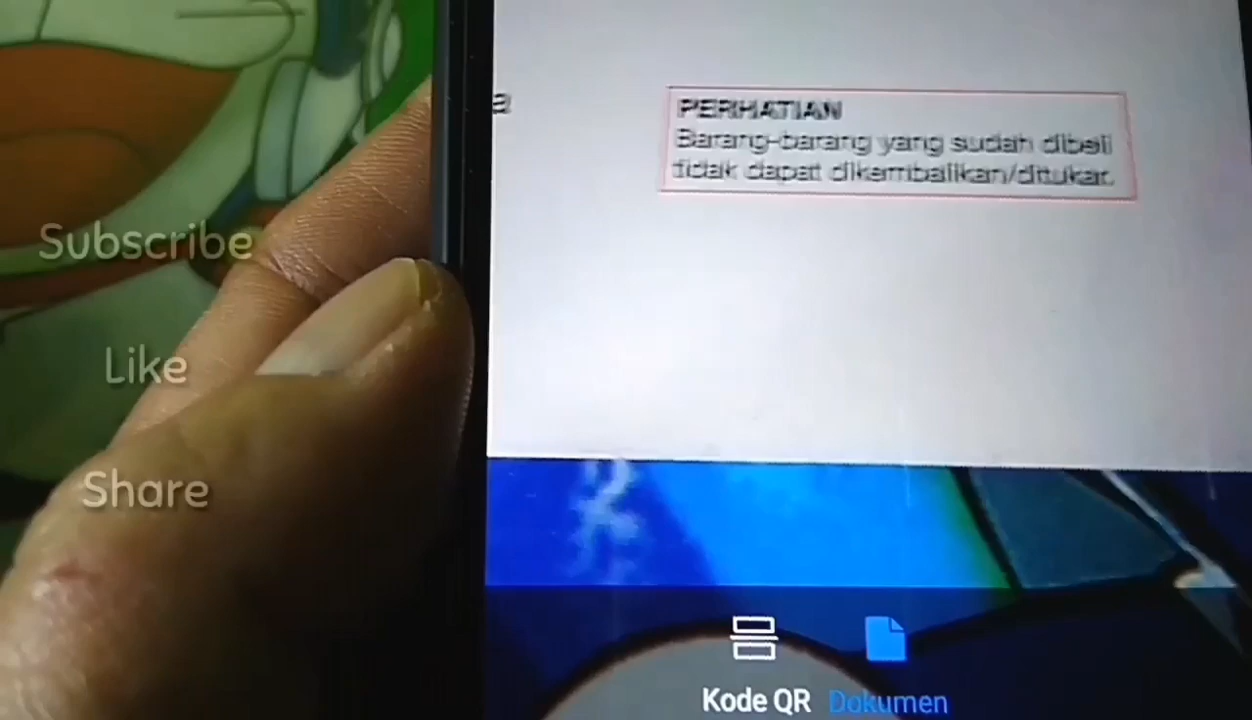 a
PERHATIAN
Barang-barang yang sudah dibeli
tidak dapat dikembalikan/ditukar.
Subscribe
Like
Share
Kode QR
Dokumen